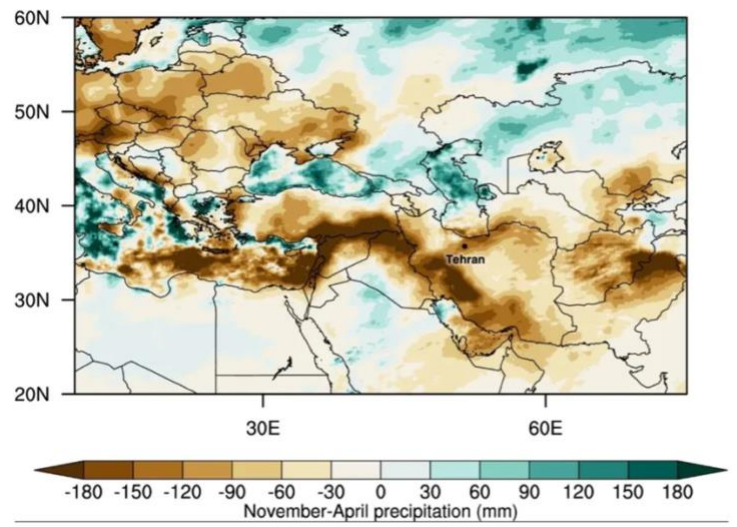 60N
50N
40N
Tehran
30N
20N
30E 60E
-180 -150 -120 -90 -60 -30 0 30 60 90 120 150 180
November-April precipitation (mm)